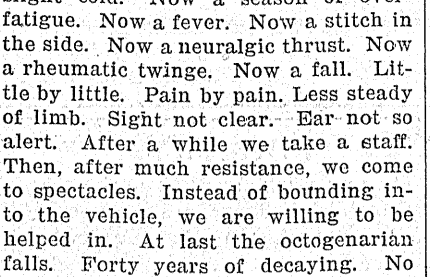 slight cold. Now a season of over-
fatigue. Now a fever. Now a stitch in
the side. Now a neuralgic thrust. Now
a rheumatic twinge. Now a fall. Lit-
tle by little. Pain by pain. Less steady
of limb. Sight not clear. Ear not so
alert. After a while we take a staff.
Then, after much resistance, we come
to spectacles. Instead of bounding in-
to the vehicle, we are willing to be
helped in. At last the octogenarian
falls. Forty years of decaying. No